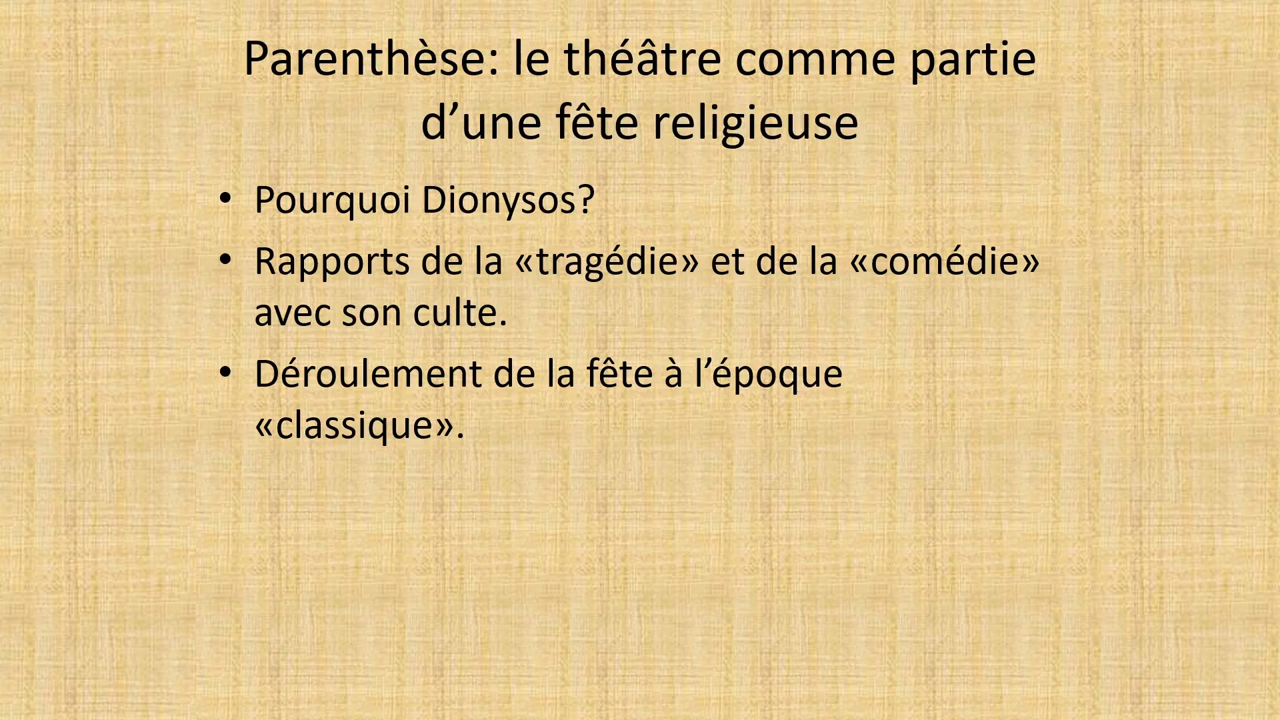 Parenthèse: le théâtre comme partie
d’une fête religieuse
• Pourquoi Dionysos?
• Rapports de la «tragédie» et de la «comédie»
avec son culte.
• Déroulement de la fête à l’époque
«classique».